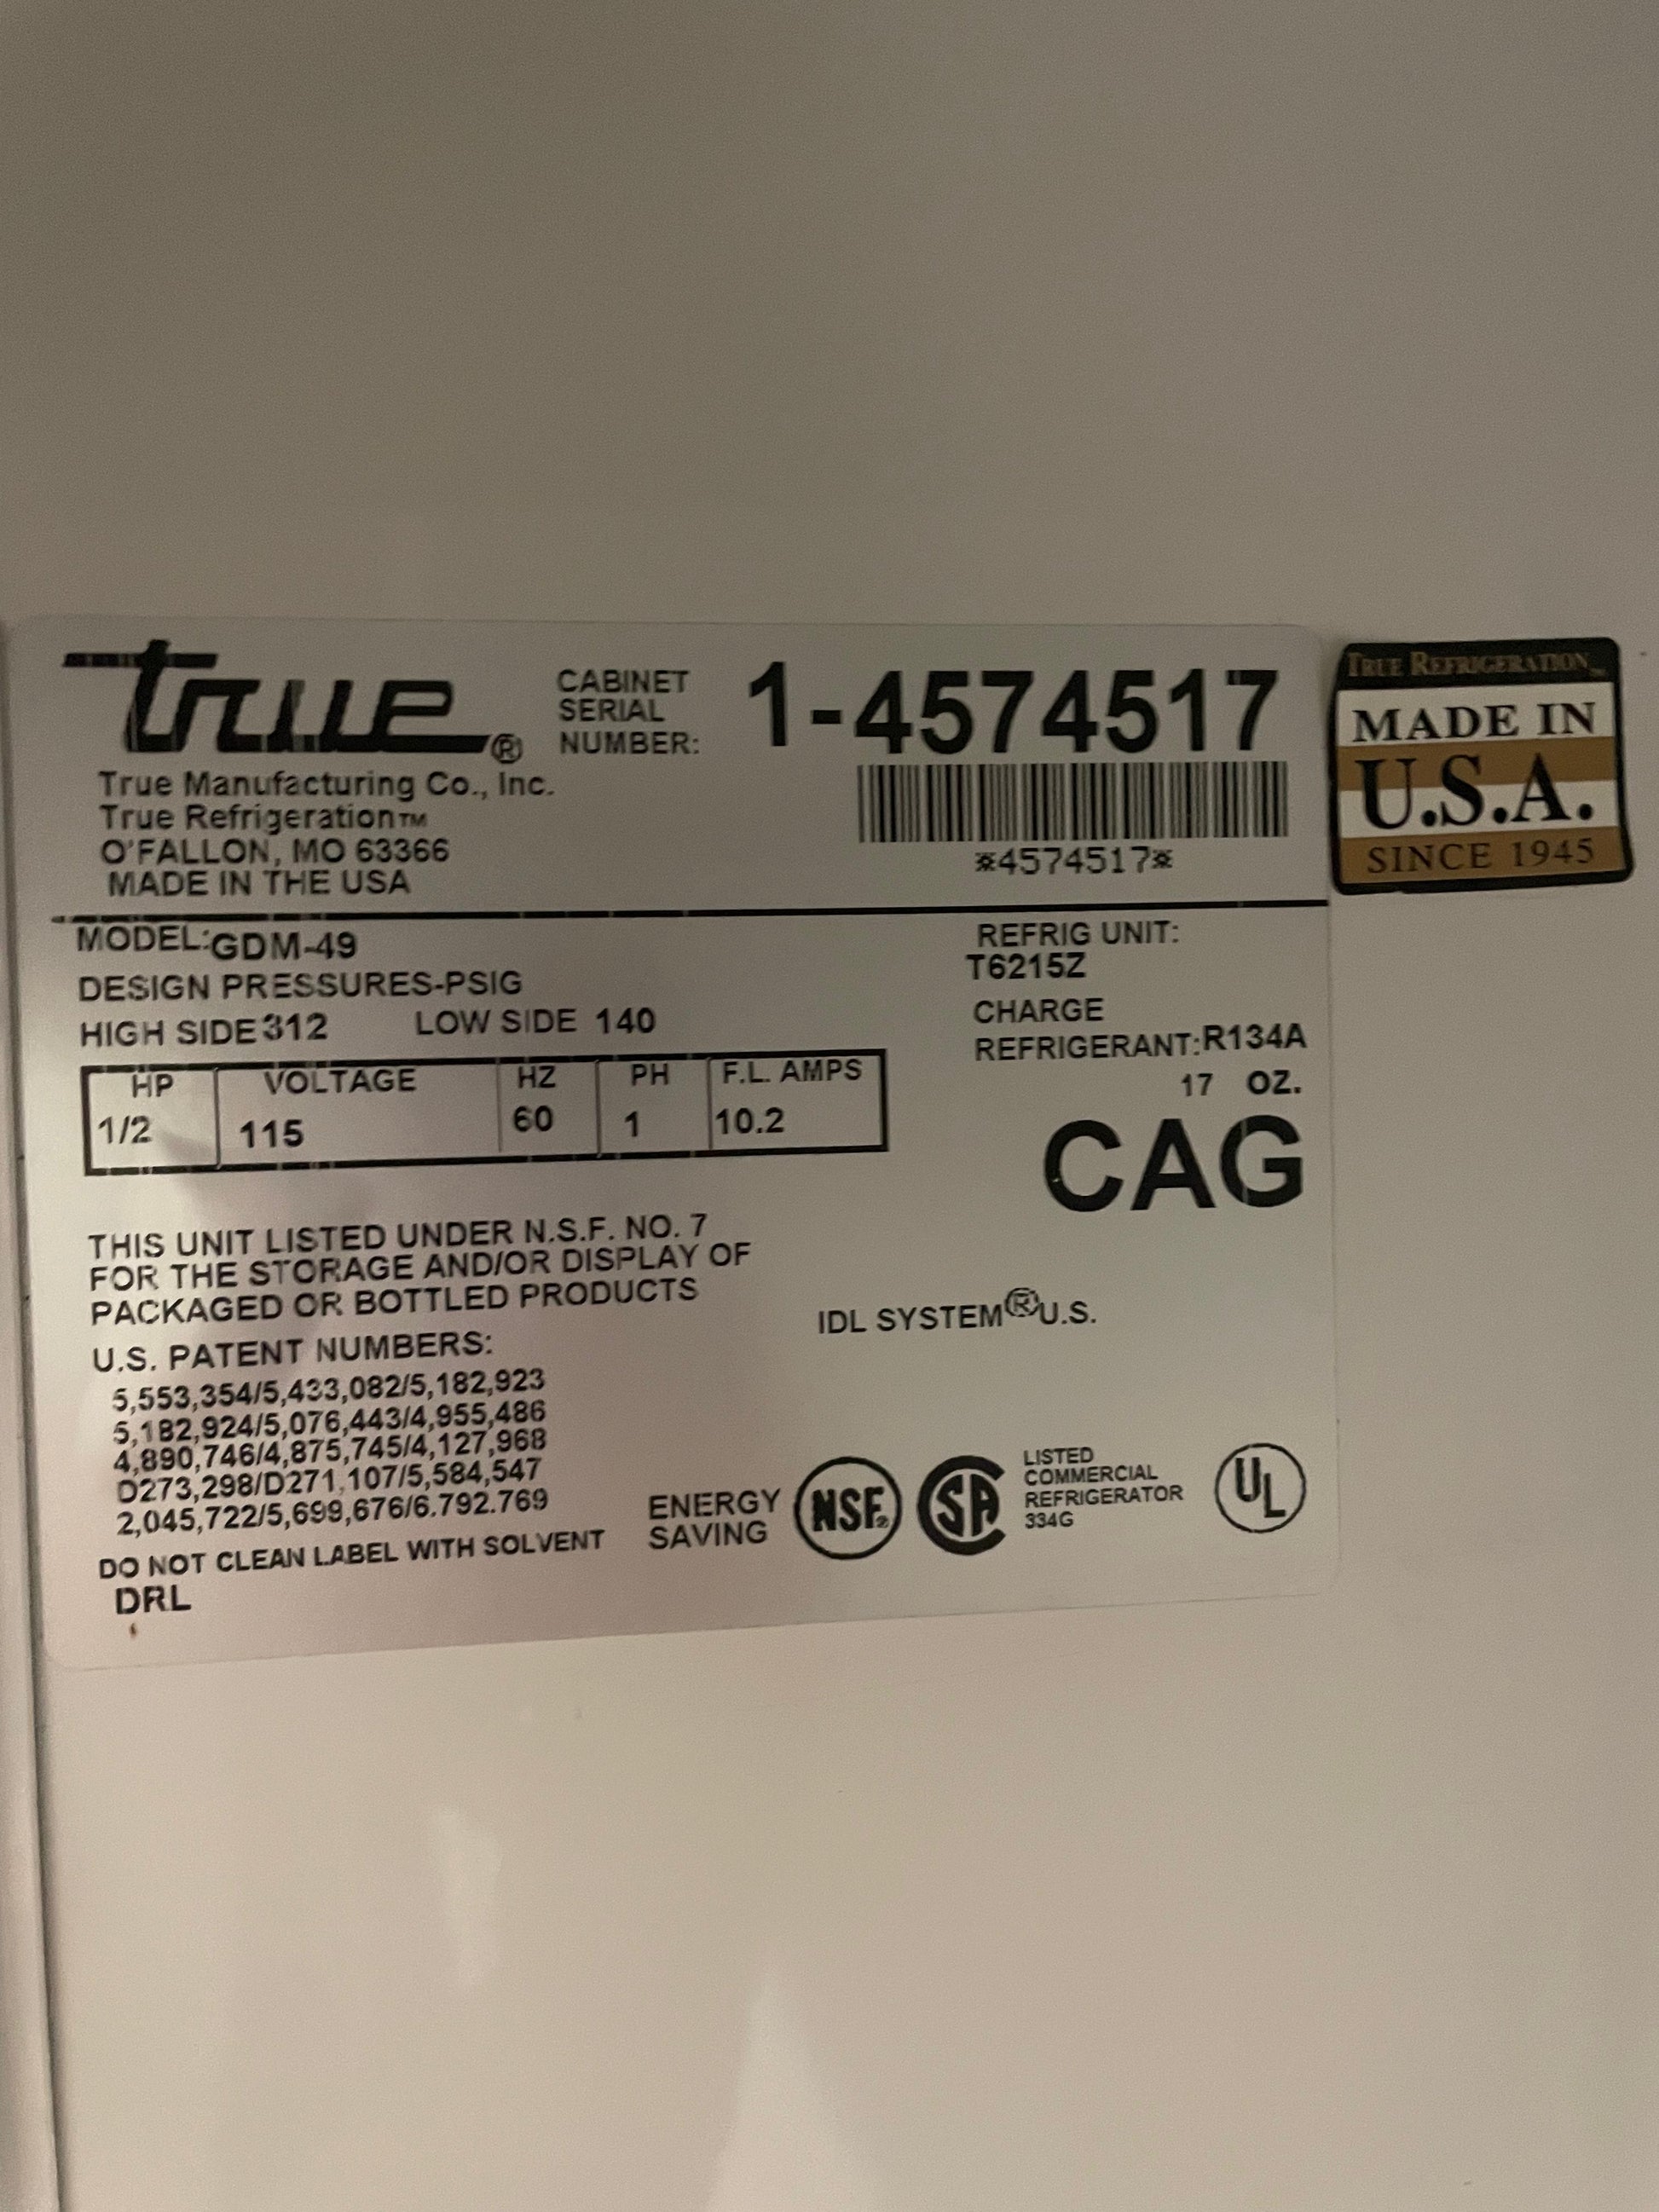 true®
CABINET
SERIAL
NUMBER:
1-4574517
*4574517*
True Manufacturing Co., Inc.
True Refrigeration™
O'FALLON, MO 63366
MADE IN THE USA
TRUE REFRIGERATION™
MADE IN
U.S.A.
SINCE 1945
MODEL:GDM-49
DESIGN PRESSURES-PSIG
HIGH SIDE 312 LOW SIDE 140
REFRIG UNIT:
T6215Z
CHARGE
REFRIGERANT:R134A
17 OZ.
HP VOLTAGE HZ PH F.L. AMPS
1/2 115 60 1 10.2
CAG
THIS UNIT LISTED UNDER N.S.F. NO. 7
FOR THE STORAGE AND/OR DISPLAY OF
PACKAGED OR BOTTLED PRODUCTS
IDL SYSTEM® U.S.
U.S. PATENT NUMBERS:
5,553,354/5,433,082/5,182,923
5,182,924/5,076,443/4,955,486
4,890,746/4,875,745/4,127,968
D273,298/D271,107/5,584,547
2,045,722/5,699,676/6.792.769
DO NOT CLEAN LABEL WITH SOLVENT
DRL
ENERGY
SAVING
NSF®
SA
LISTED
COMMERCIAL
REFRIGERATOR
334G
UL